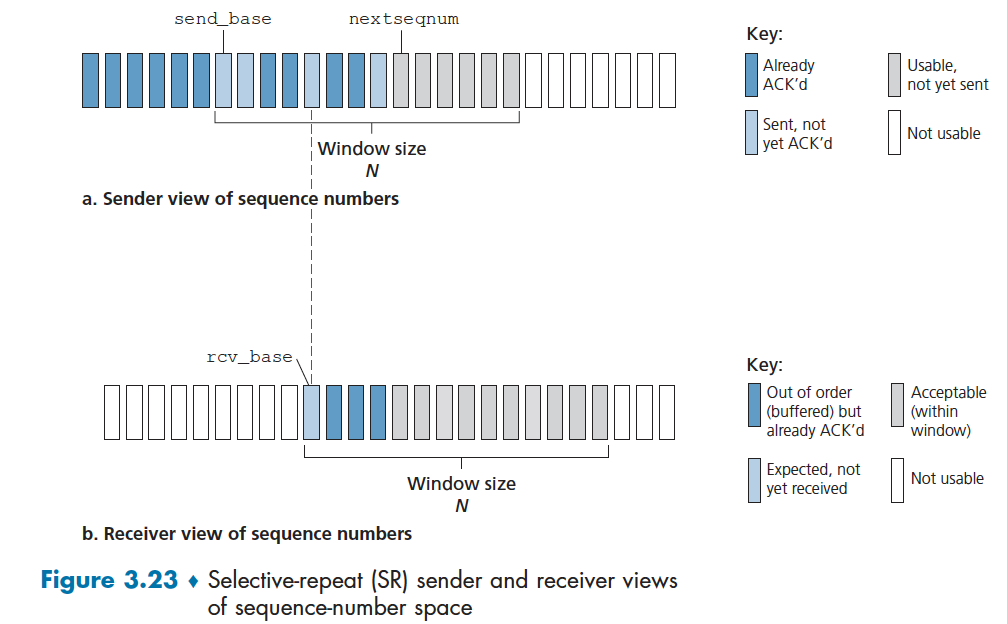 send_base
nextseqnum
Window size
N
a. Sender view of sequence numbers
Key:
Already
ACK’d
Usable,
not yet sent
Sent, not
yet ACK’d
Not usable
rcv_base
Window size
N
b. Receiver view of sequence numbers
Key:
Out of order
(buffered) but
already ACK’d
Acceptable
(within
window)
Expected, not
yet received
Not usable
Figure 3.23 ♦ Selective-repeat (SR) sender and receiver views
of sequence-number space